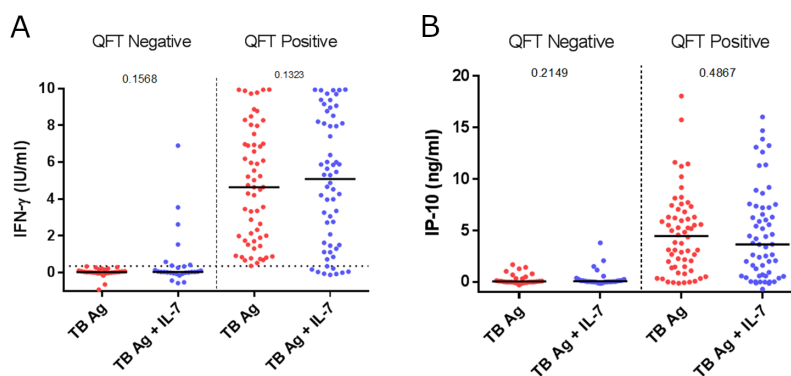 A
QFT Negative
QFT Positive
0.1568
0.1323
IFN-γ (IU/ml)
10
8
6
4
2
0
TB Ag
TB Ag + IL-7
TB Ag
TB Ag + IL-7
B
QFT Negative
QFT Positive
0.2149
0.4867
IP-10 (ng/ml)
20
15
10
5
0
TB Ag
TB Ag + IL-7
TB Ag
TB Ag + IL-7